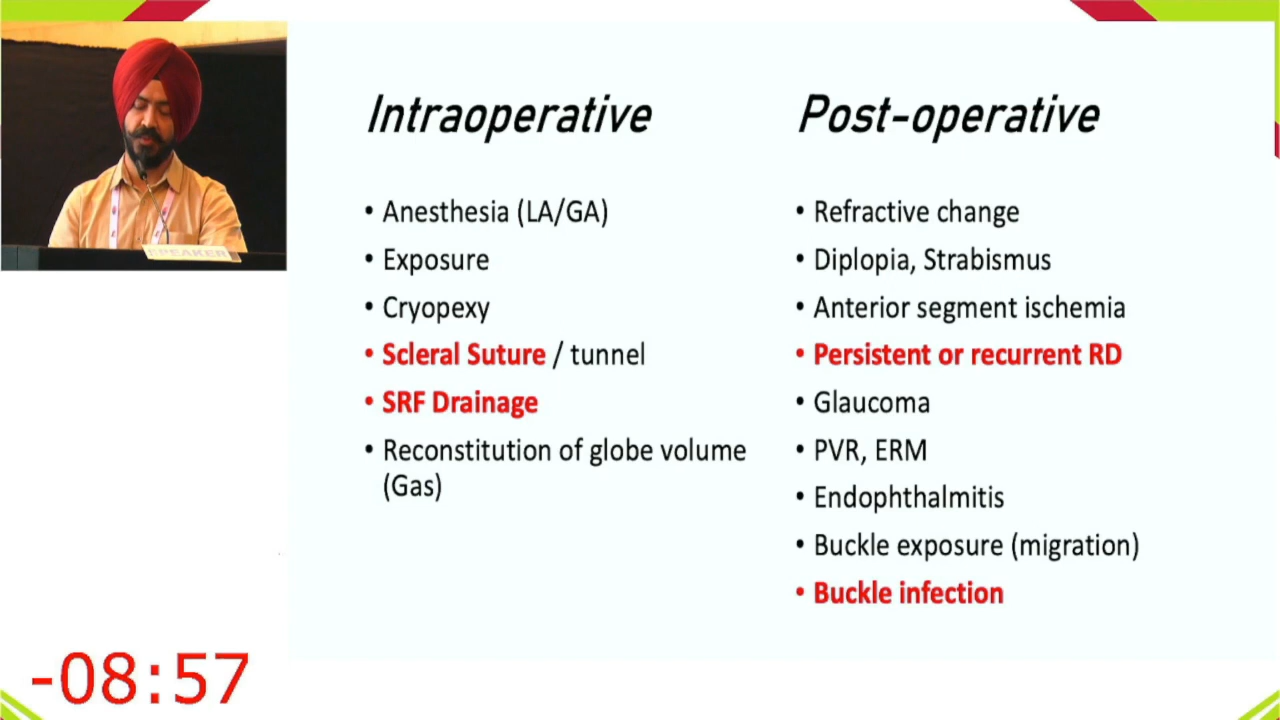 Intraoperative
• Anesthesia (LA/GA)
• Exposure
• Cryopexy
• Scleral Suture / tunnel
• SRF Drainage
• Reconstitution of globe volume
(Gas)
Post-operative
• Refractive change
• Diplopia, Strabismus
• Anterior segment ischemia
• Persistent or recurrent RD
• Glaucoma
• PVR, ERM
• Endophthalmitis
• Buckle exposure (migration)
• Buckle infection
SPEAKER
-08:57